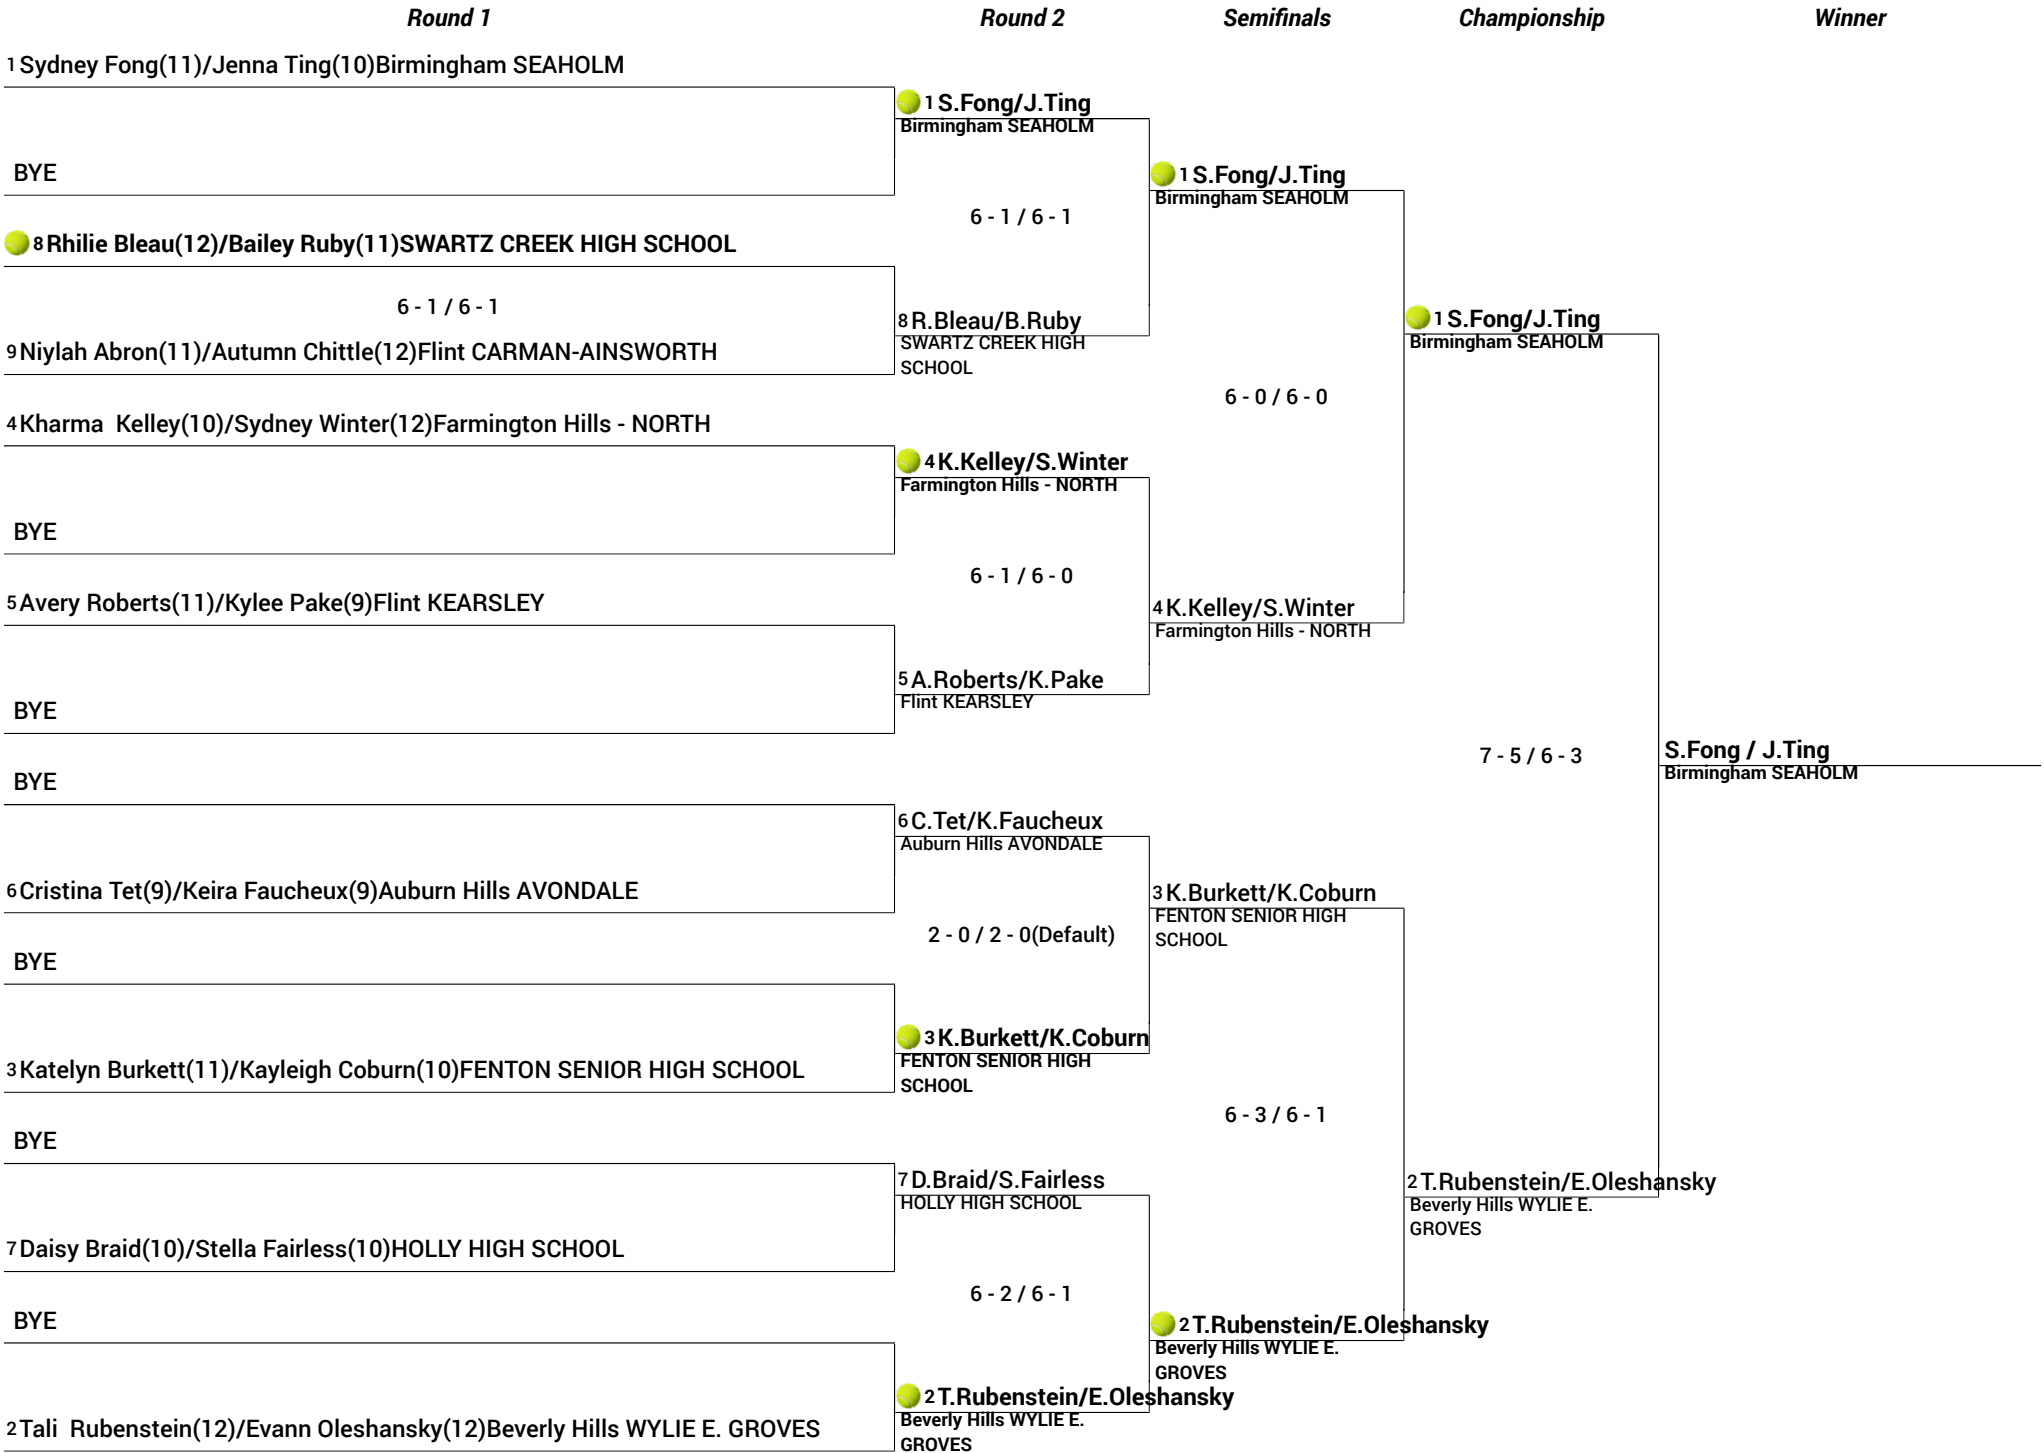 Round 1
Round 2
Semifinals
Championship
Winner
1 Sydney Fong(11)/Jenna Ting(10)Birmingham SEAHOLM
BYE
8 Rhilie Bleau(12)/Bailey Ruby(11)SWARTZ CREEK HIGH SCHOOL
6 - 1 / 6 - 1
9 Niylah Abron(11)/Autumn Chittle(12)Flint CARMAN-AINSWORTH
4 Kharma  Kelley(10)/Sydney Winter(12)Farmington Hills - NORTH
BYE
5 Avery Roberts(11)/Kylee Pake(9)Flint KEARSLEY
BYE
BYE
6 Cristina Tet(9)/Keira Faucheux(9)Auburn Hills AVONDALE
BYE
3 Katelyn Burkett(11)/Kayleigh Coburn(10)FENTON SENIOR HIGH SCHOOL
BYE
7 Daisy Braid(10)/Stella Fairless(10)HOLLY HIGH SCHOOL
BYE
2 Tali  Rubenstein(12)/Evann Oleshansky(12)Beverly Hills WYLIE E. GROVES
1 S.Fong/J.Ting
Birmingham SEAHOLM
6 - 1 / 6 - 1
8 R.Bleau/B.Ruby
SWARTZ CREEK HIGH
SCHOOL
4 K.Kelley/S.Winter
Farmington Hills - NORTH
6 - 1 / 6 - 0
5 A.Roberts/K.Pake
Flint KEARSLEY
6 C.Tet/K.Faucheux
Auburn Hills AVONDALE
2 - 0 / 2 - 0(Default)
3 K.Burkett/K.Coburn
FENTON SENIOR HIGH
SCHOOL
7 D.Braid/S.Fairless
HOLLY HIGH SCHOOL
6 - 2 / 6 - 1
2 T.Rubenstein/E.Oleshansky
Beverly Hills WYLIE E.
GROVES
1 S.Fong/J.Ting
Birmingham SEAHOLM
6 - 0 / 6 - 0
4 K.Kelley/S.Winter
Farmington Hills - NORTH
3 K.Burkett/K.Coburn
FENTON SENIOR HIGH
SCHOOL
6 - 3 / 6 - 1
2 T.Rubenstein/E.Oleshansky
Beverly Hills WYLIE E.
GROVES
1 S.Fong/J.Ting
Birmingham SEAHOLM
7 - 5 / 6 - 3
2 T.Rubenstein/E.Oleshansky
Beverly Hills WYLIE E.
GROVES
S.Fong / J.Ting
Birmingham SEAHOLM